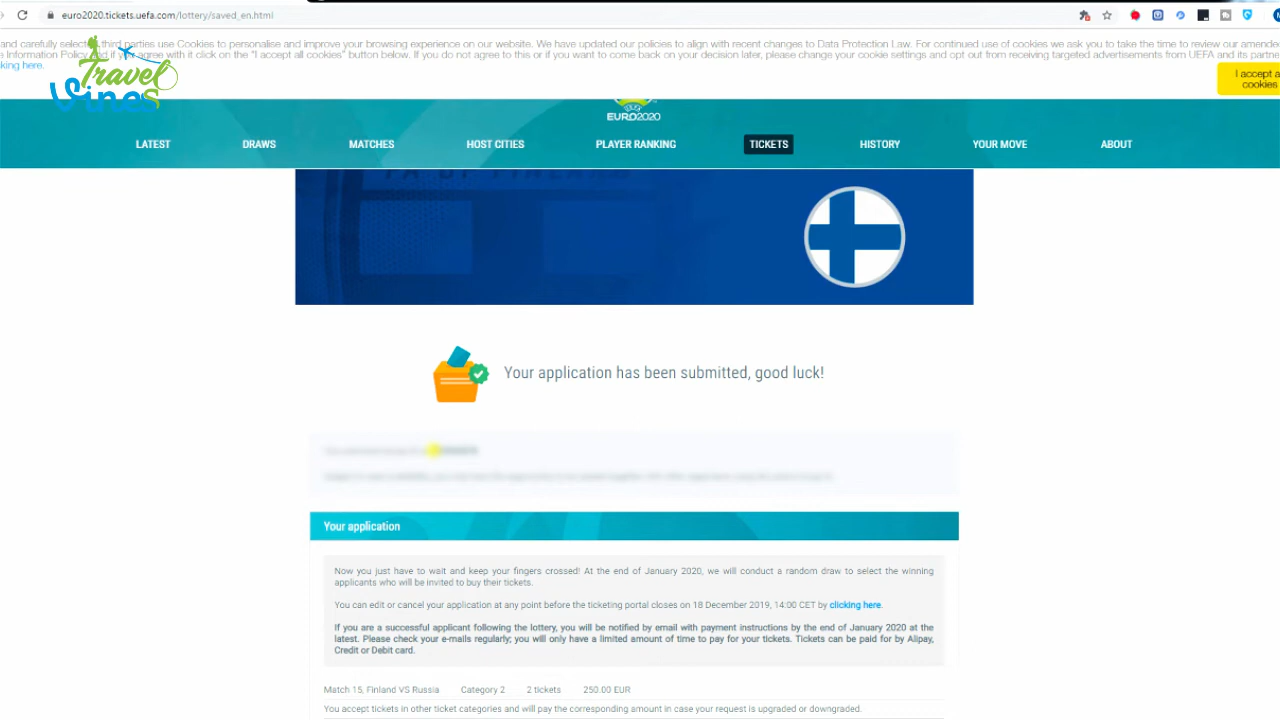 euro2020.tickets.uefa.com/lottery/saved_en.html
and carefully select third parties use Cookies to personalise and improve your browsing experience on our website. We have updated our policies to align with recent changes to Data Protection Law. For continued use of cookies we ask you to take the time to review our amende
e Information Policy and if you agree with it click on the "I accept all cookies" button below. If you do not agree to this or if you want to come back on your decision later, please change your cookie settings and opt out from receiving targeted advertisements from UEFA and its partne
king here.
I accept a
cookies
Travel
Vines
EURO2020
LATEST DRAWS MATCHES HOST CITIES PLAYER RANKING TICKETS HISTORY YOUR MOVE ABOUT
FA OF FINLAND
Your application has been submitted, good luck!
Your application
Now you just have to wait and keep your fingers crossed! At the end of January 2020, we will conduct a random draw to select the winning
applicants who will be invited to buy their tickets.
You can edit or cancel your application at any point before the ticketing portal closes on 18 December 2019, 14:00 CET by clicking here.
If you are a successful applicant following the lottery, you will be notified by email with payment instructions by the end of January 2020 at the
latest. Please check your e-mails regularly; you will only have a limited amount of time to pay for your tickets. Tickets can be paid for by Alipay,
Credit or Debit card.
Match 15, Finland VS Russia Category 2 2 tickets 250.00 EUR
You accept tickets in other ticket categories and will pay the corresponding amount in case your request is upgraded or downgraded.